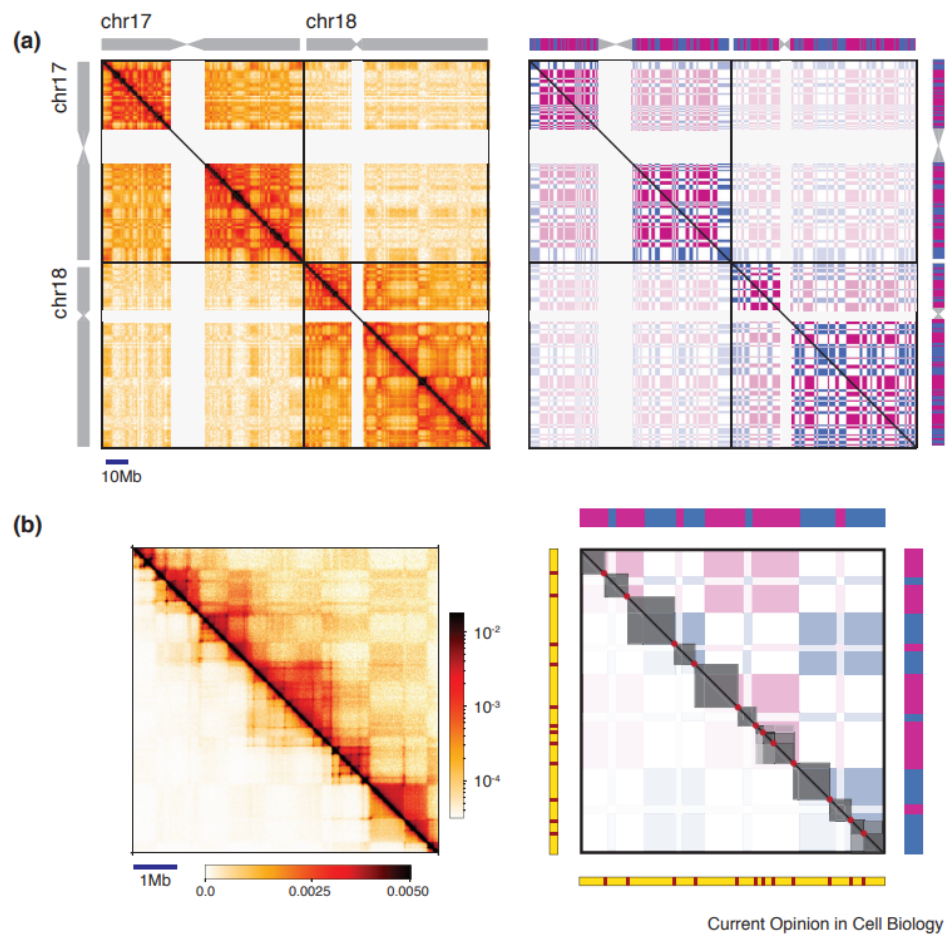 chr17 chr18
(a)
chr17
chr18
10Mb
(b)
10⁻²
10⁻³
10⁻⁴
1Mb
0.0 0.0025 0.0050
Current Opinion in Cell Biology